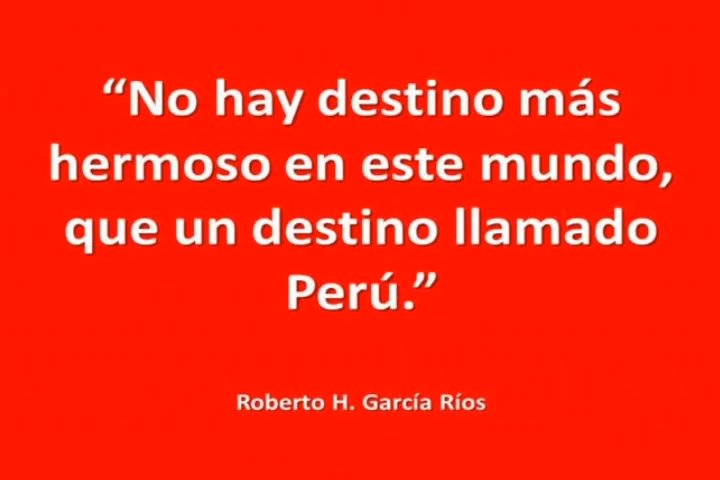 “No hay destino más
hermoso en este mundo,
que un destino llamado
Perú.”
Roberto H. García Ríos